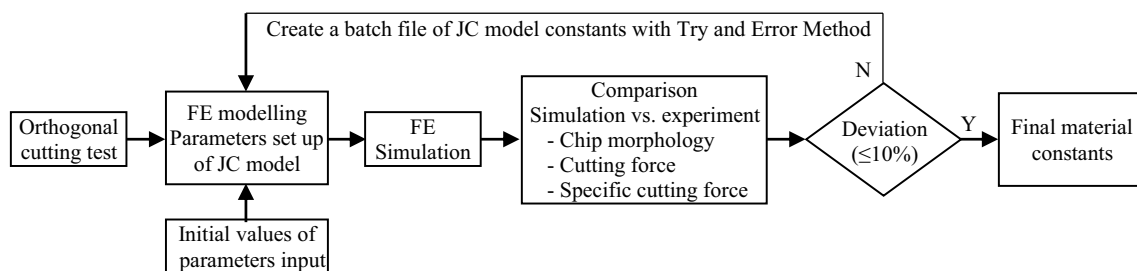 Create a batch file of JC model constants with Try and Error Method
N
Orthogonal
cutting test
FE modelling
Parameters set up
of JC model
FE
Simulation
Comparison
Simulation vs. experiment
- Chip morphology
- Cutting force
- Specific cutting force
Deviation
(≤10%)
Y
Final material
constants
Initial values of
parameters input